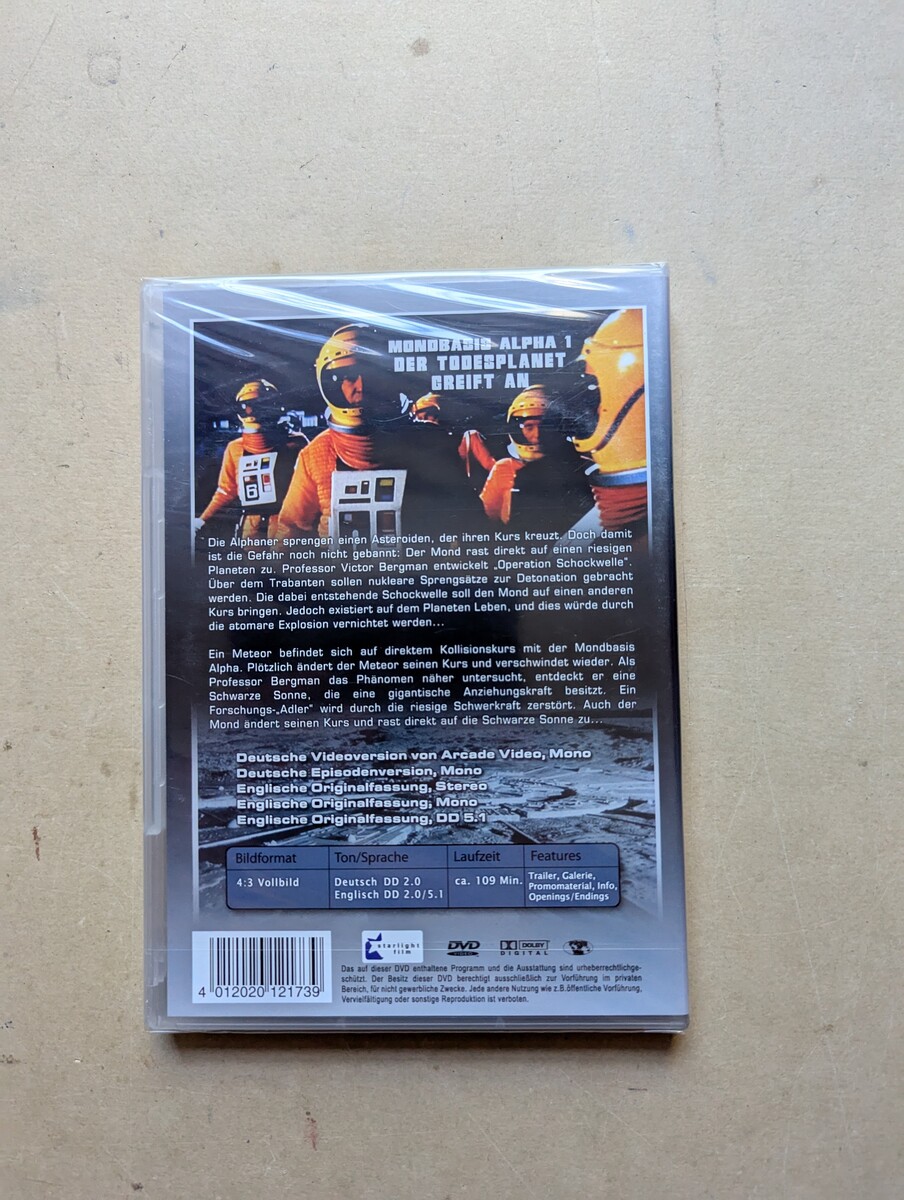 MONDBASIS ALPHA 1
DER TODESPLANET
GREIFT AN
6
Die Alphaner sprengen einen Asteroiden, der ihren Kurs kreuzt. Doch damit
ist die Gefahr noch nicht gebannt: Der Mond rast direkt auf einen riesigen
Planeten zu. Professor Victor Bergman entwickelt „Operation Schockwelle".
Über dem Trabanten sollen nukleare Sprengsätze zur Detonation gebracht
werden. Die dabei entstehende Schockwelle soll den Mond auf einen anderen
Kurs bringen. Jedoch existiert auf dem Planeten Leben, und dies würde durch
die atomare Explosion vernichtet werden...
Ein Meteor befindet sich auf direktem Kollisionskurs mit der Mondbasis
Alpha. Plötzlich ändert der Meteor seinen Kurs und verschwindet wieder. Als
Professor Bergman das Phänomen näher untersucht, entdeckt er eine
Schwarze Sonne, die eine gigantische Anziehungskraft besitzt. Ein
Forschungs-„Adler" wird durch die riesige Schwerkraft zerstört. Auch der
Mond ändert seinen Kurs und rast direkt auf die Schwarze Sonne zu...
Deutsche Videoversion von Arcade Video, Mono
Deutsche Episodenversion, Mono
Englische Originalfassung, Stereo
Englische Originalfassung, Mono
Englische Originalfassung, DD 5.1
Bildformat Ton/Sprache Laufzeit Features
4:3 Vollbild Deutsch DD 2.0 ca. 109 Min. Trailer, Galerie,
Englisch DD 2.0/5.1 Promomaterial, Info,
Openings/Endings
starlight film DVD VIDEO DOLBY DIGITAL
Das auf dieser DVD enthaltene Programm und die Ausstattung sind urheberrechtlichge-
schützt. Der Besitz dieser DVD berechtigt ausschließlich zur Vorführung im privaten
Bereich, für nicht gewerbliche Zwecke. Jede andere Nutzung wie z.B.öffentliche Vorführung,
Vervielfältigung oder sonstige Reproduktion ist verboten.
4 012020 121739